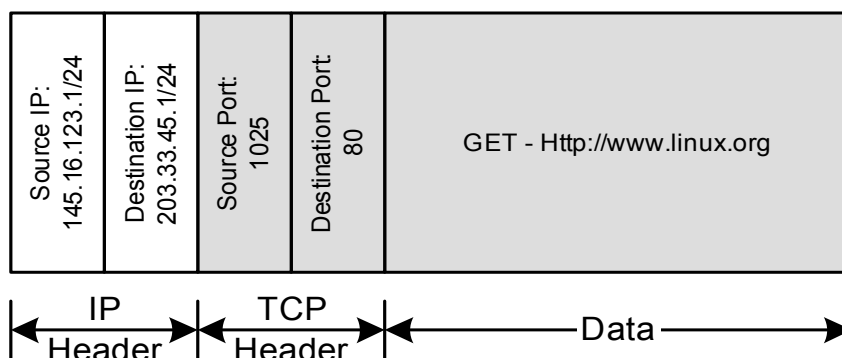 Source IP:
145.16.123.1/24
Destination IP:
203.33.45.1/24
Source Port:
1025
Destination Port:
80
GET - Http://www.linux.org
IP
Header
TCP
Header
Data